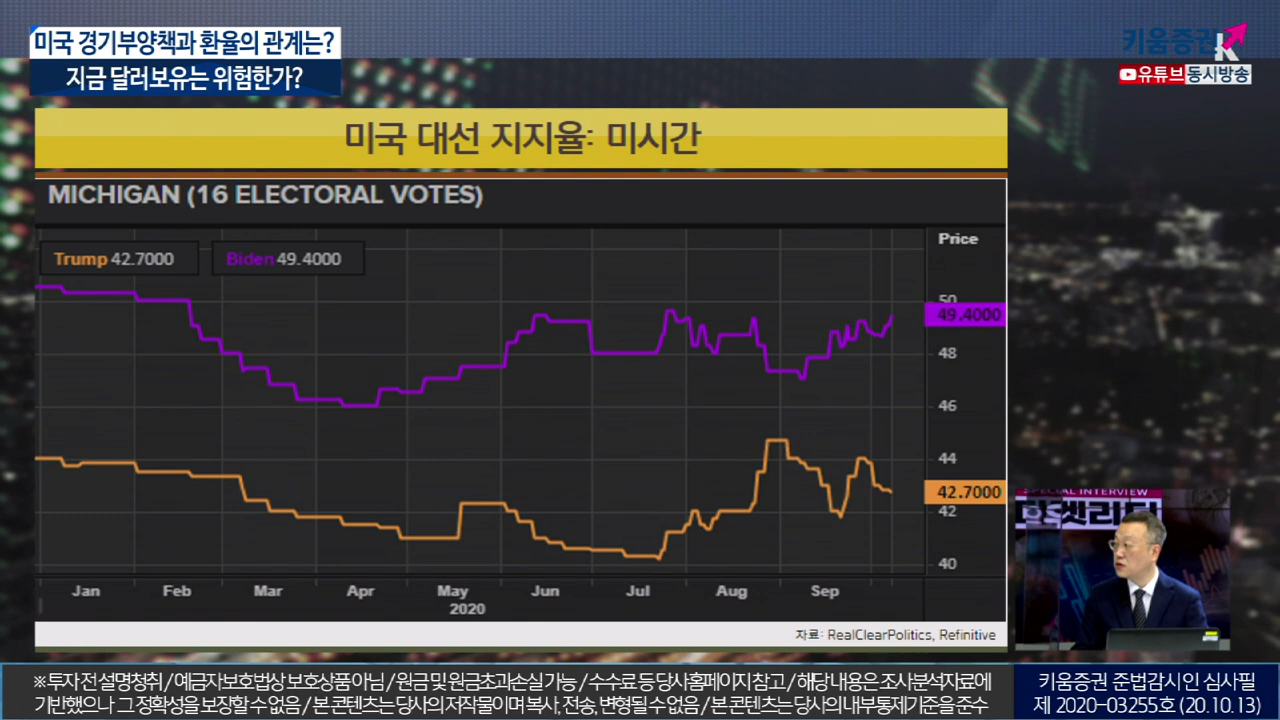 미국 경기부양책과 환율의 관계는?
지금 달러보유는 위험한가?
키움증권
유튜브동시방송
미국 대선 지지율: 미시간
MICHIGAN (16 ELECTORAL VOTES)
Trump 42.7000
Biden 49.4000
Price
50
49.4000
48
46
44
42.7000
42
40
Jan Feb Mar Apr May Jun Jul Aug Sep
2020
자료: RealClearPolitics, Refinitive
SPECIAL INTERVIEW
※투자 전 설명청취 / 예금자보호법상 보호상품 아님 / 원금 및 원금초과손실 가능 / 수수료 등 당사홈페이지 참고 / 해당 내용은 조사분석자료에
기반했으나 그 정확성을 보장할 수 없음 / 본 콘텐츠는 당사의 저작물이며 복사, 전송, 변형될 수 없음 / 본 콘텐츠는 당사의 내부통제기준을 준수
키움증권 준법감시인 심사필
제 2020-03255호 (20.10.13)